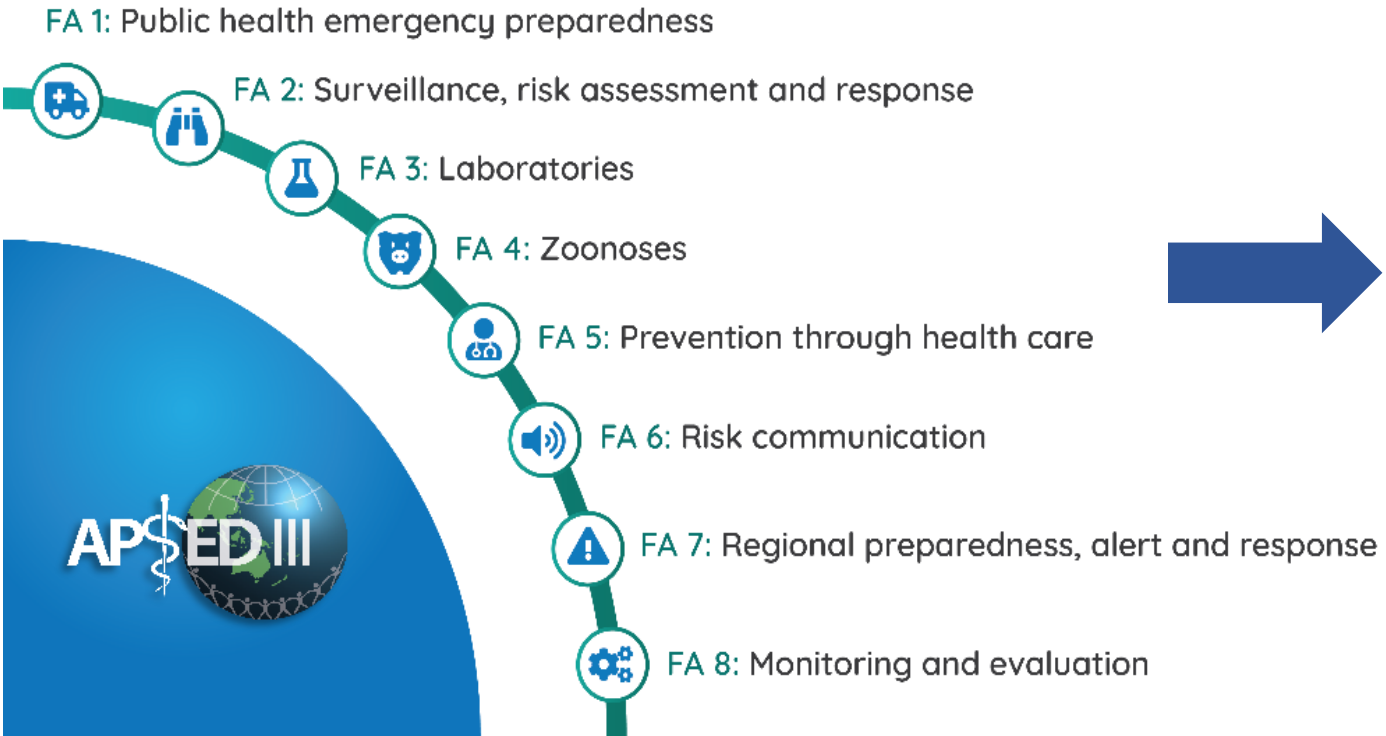 FA 1: Public health emergency preparedness
FA 2: Surveillance, risk assessment and response
FA 3: Laboratories
FA 4: Zoonoses
FA 5: Prevention through health care
FA 6: Risk communication
APSED III
FA 7: Regional preparedness, alert and response
FA 8: Monitoring and evaluation